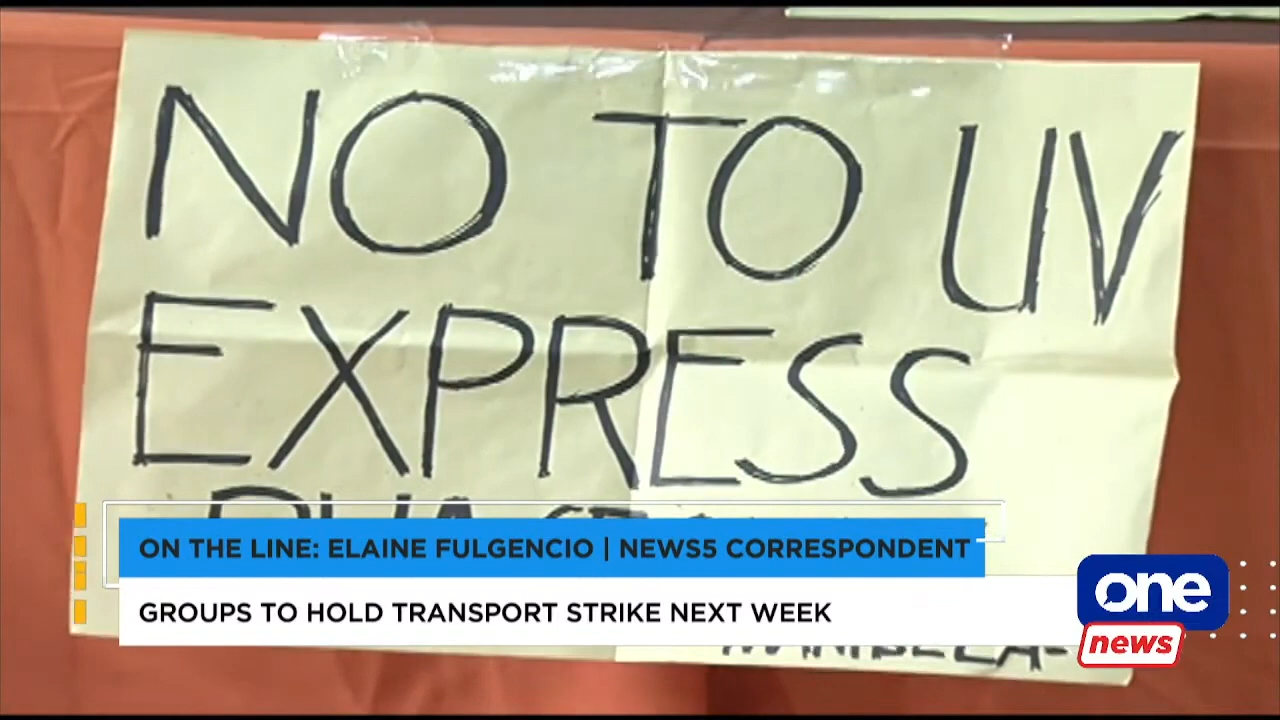 NO TO UV
EXPRESS
ON THE LINE: ELAINE FULGENCIO | NEWS5 CORRESPONDENT
GROUPS TO HOLD TRANSPORT STRIKE NEXT WEEK
one
news